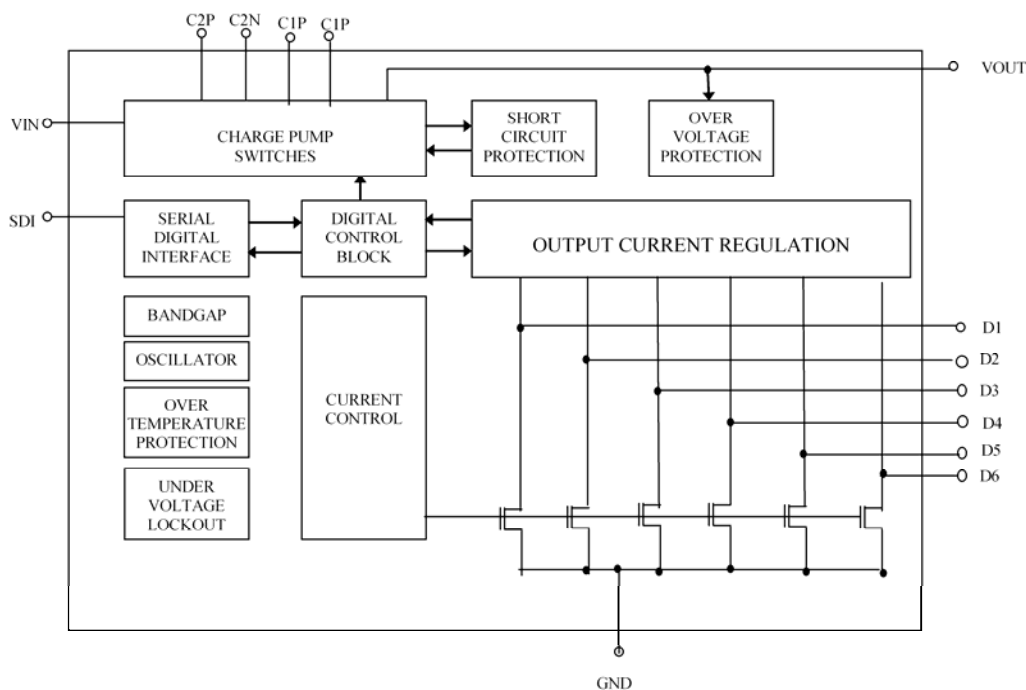 C2P
C2N
C1P
C1P
VOUT
VIN
CHARGE PUMP
SWITCHES
SHORT
CIRCUIT
PROTECTION
OVER
VOLTAGE
PROTECTION
SDI
SERIAL
DIGITAL
INTERFACE
DIGITAL
CONTROL
BLOCK
OUTPUT CURRENT REGULATION
BANDGAP
OSCILLATOR
OVER
TEMPERATURE
PROTECTION
UNDER
VOLTAGE
LOCKOUT
CURRENT
CONTROL
D1
D2
D3
D4
D5
D6
GND